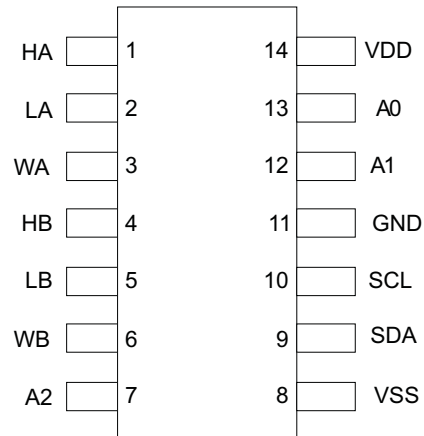 HA 1 14 VDD
LA 2 13 A0
WA 3 12 A1
HB 4 11 GND
LB 5 10 SCL
WB 6 9 SDA
A2 7 8 VSS